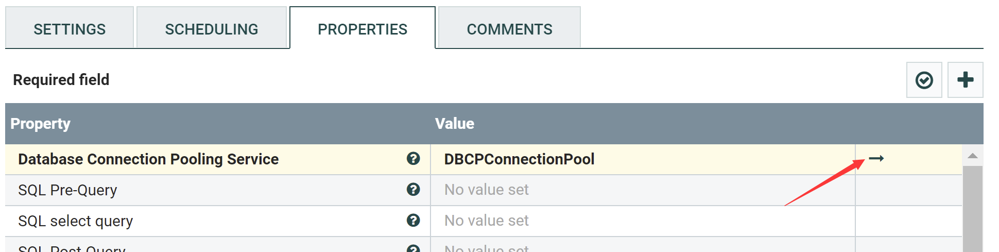 SETTINGS SCHEDULING PROPERTIES COMMENTS
Required field
Property Value
Database Connection Pooling Service DBCPConnectionPool
SQL Pre-Query No value set
SQL select query No value set
SQL Post-Query No value set